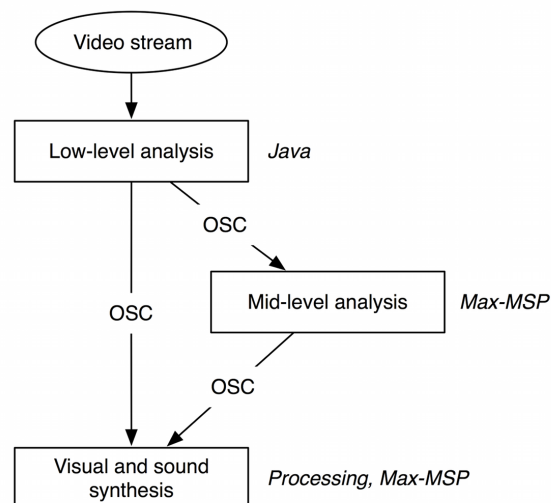 Video stream
Low-level analysis
Java
OSC
Mid-level analysis
Max-MSP
OSC
OSC
Visual and sound
synthesis
Processing, Max-MSP